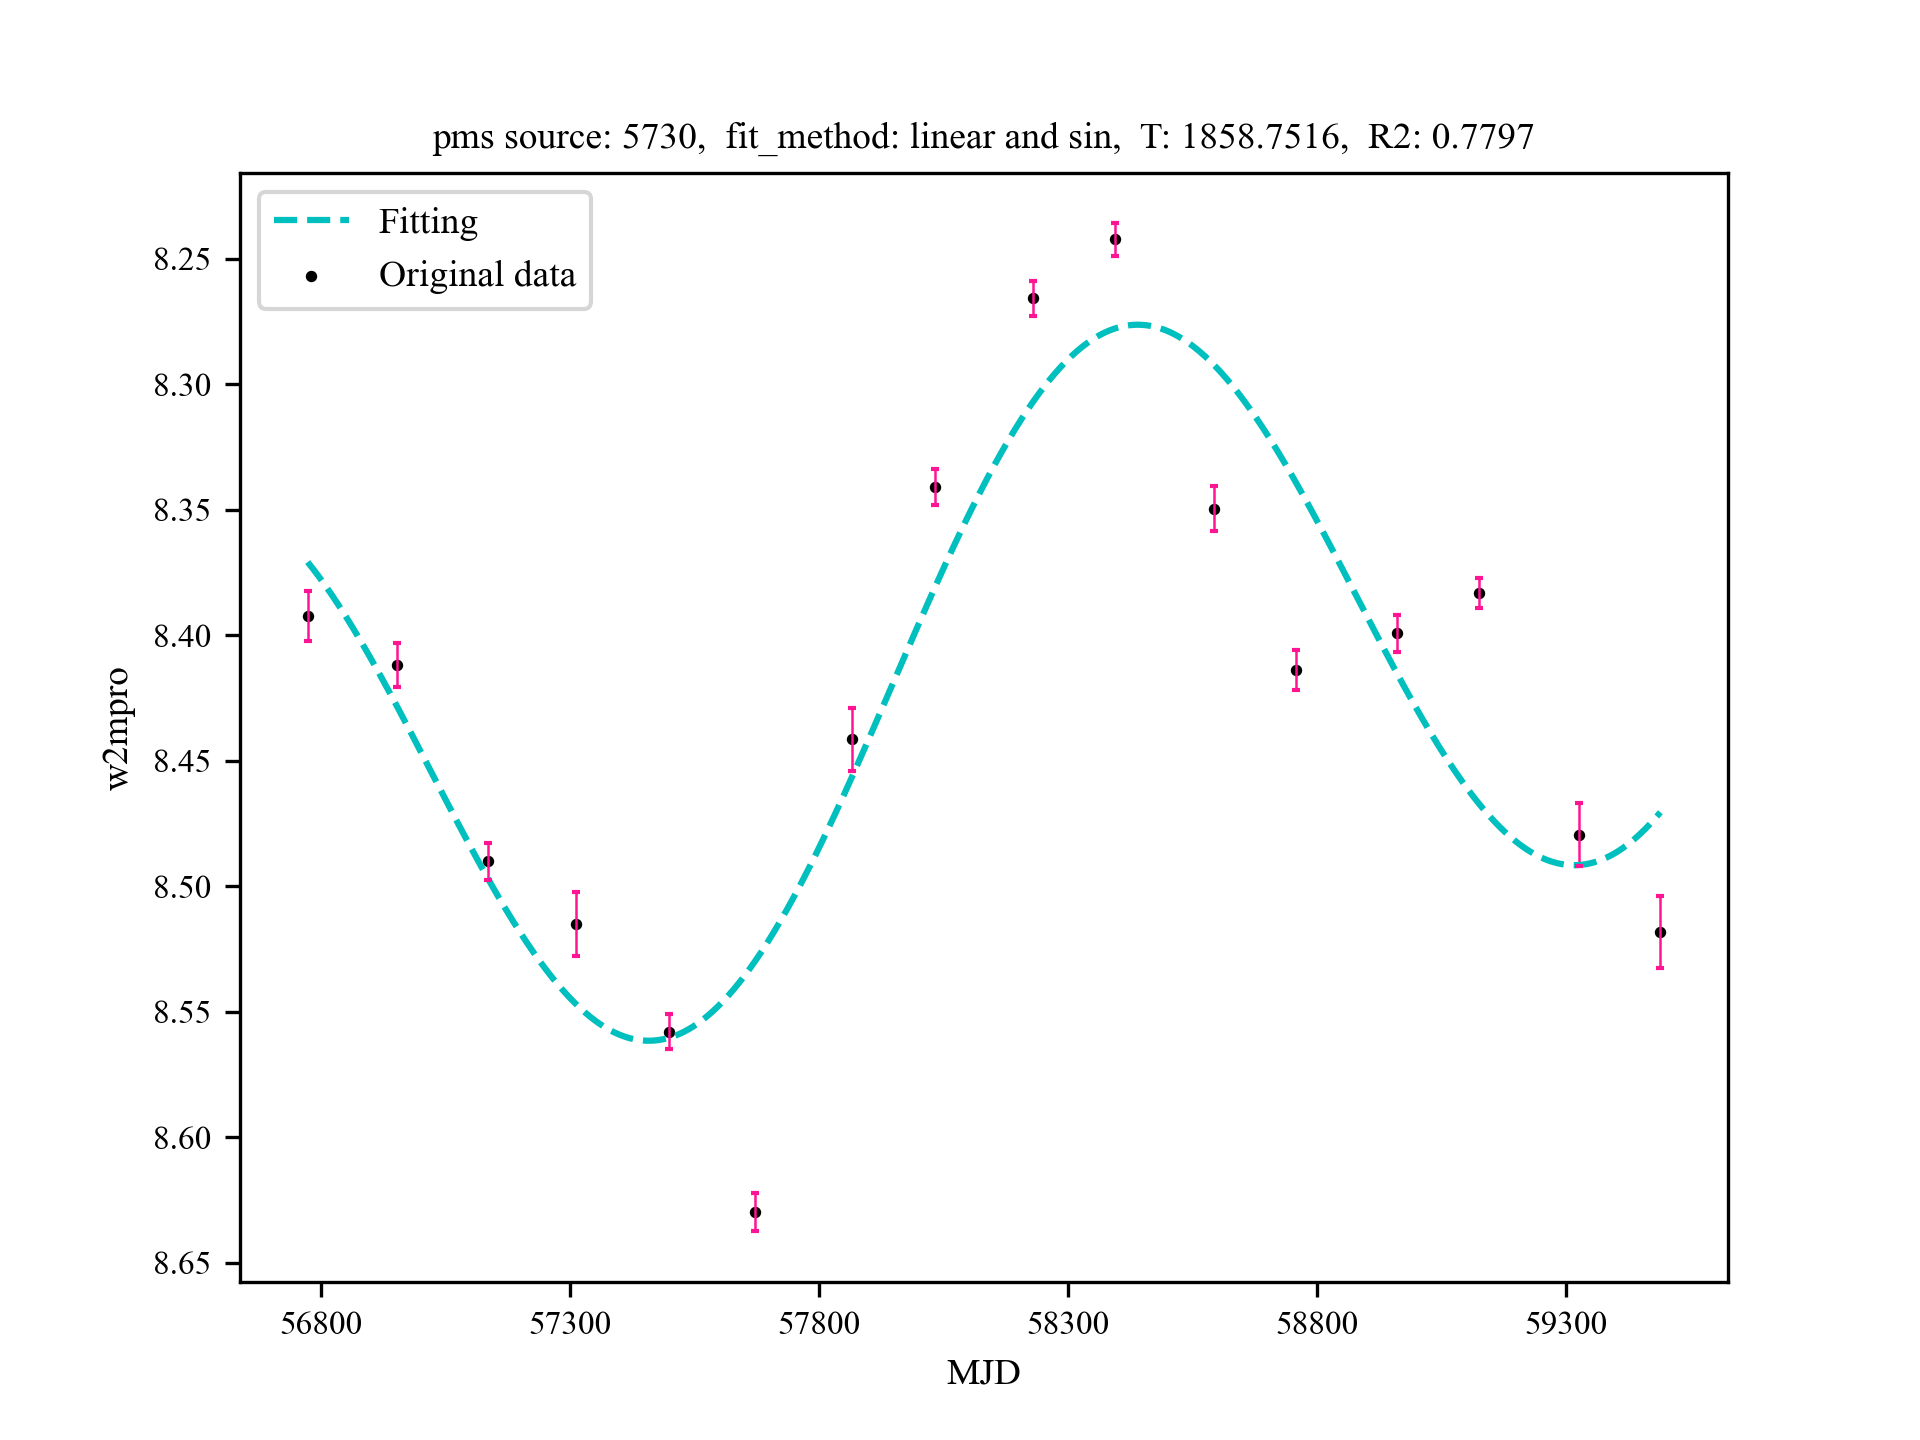 pms source: 5730, fit_method: linear and sin, T: 1858.7516, R2: 0.7797
Fitting
Original data
8.25
8.30
8.35
8.40
8.45
8.50
8.55
8.60
8.65
w2mpro
56800 57300 57800 58300 58800 59300
MJD